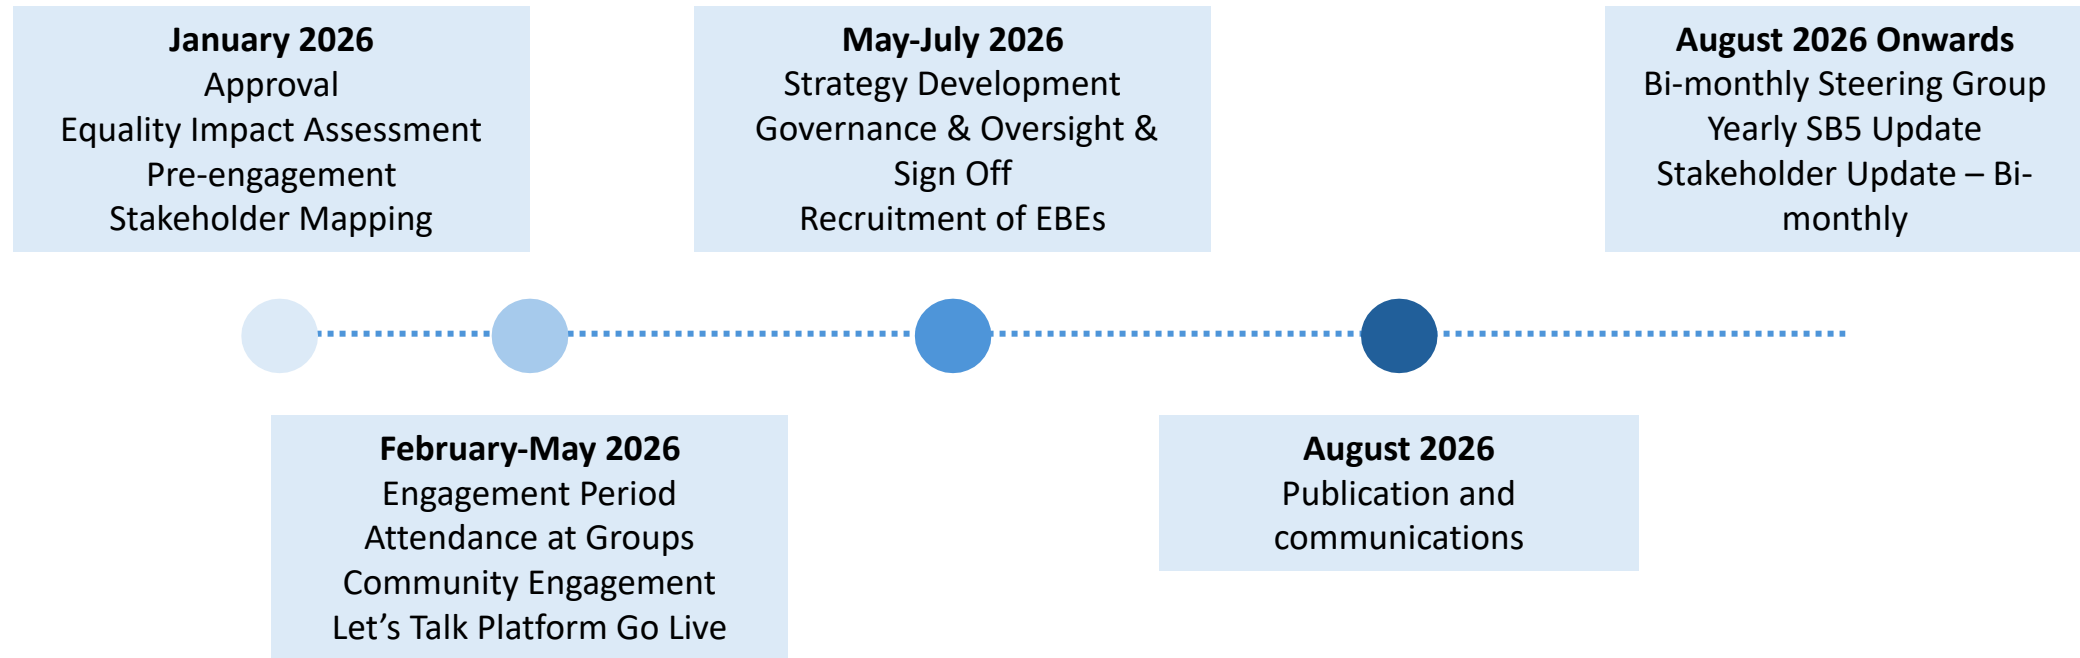 January 2026
Approval
Equality Impact Assessment
Pre-engagement
Stakeholder Mapping
February-May 2026
Engagement Period
Attendance at Groups
Community Engagement
Let’s Talk Platform Go Live
May-July 2026
Strategy Development
Governance & Oversight &
Sign Off
Recruitment of EBEs
August 2026
Publication and
communications
August 2026 Onwards
Bi-monthly Steering Group
Yearly SB5 Update
Stakeholder Update – Bi-
monthly